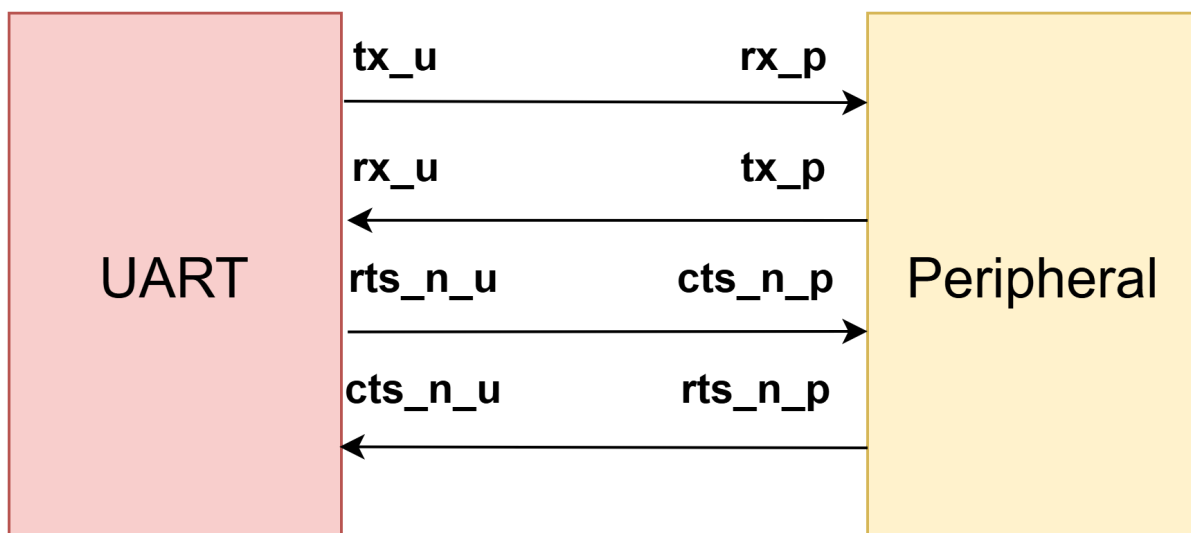 tx_u rx_p
rx_u tx_p
UART rts_n_u cts_n_p Peripheral
cts_n_u rts_n_p